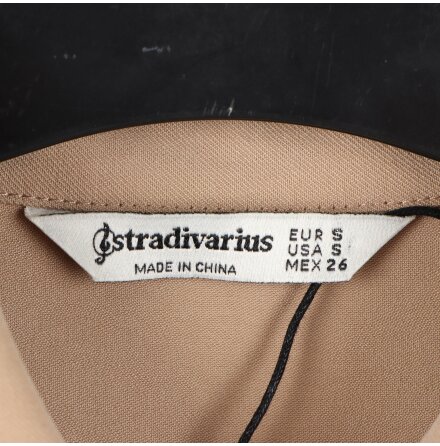 stradivarius
MADE IN CHINA
EUR S
USA S
MEX 26